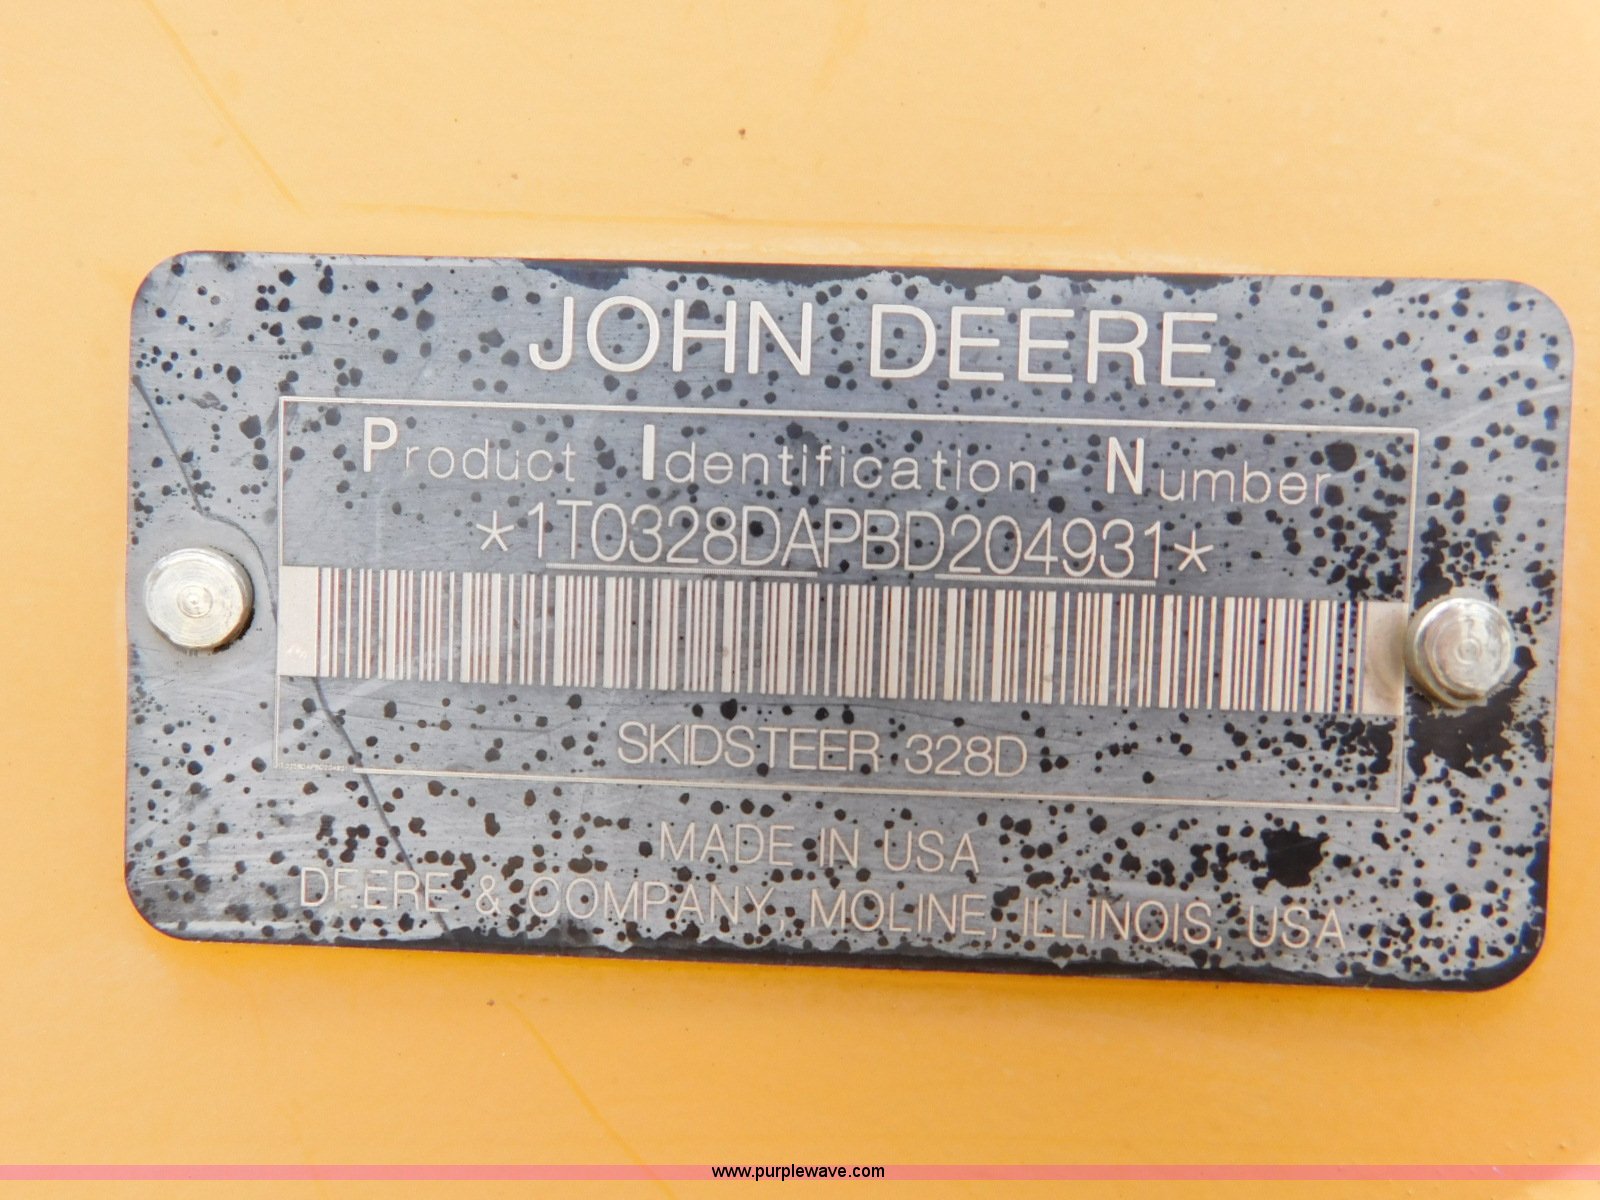 JOHN DEERE
Product Identification Number
*1T0328DAPBD204931*
SKIDSTEER 328D
MADE IN USA
DEERE & COMPANY, MOLINE, ILLINOIS, USA
www.purplewave.com